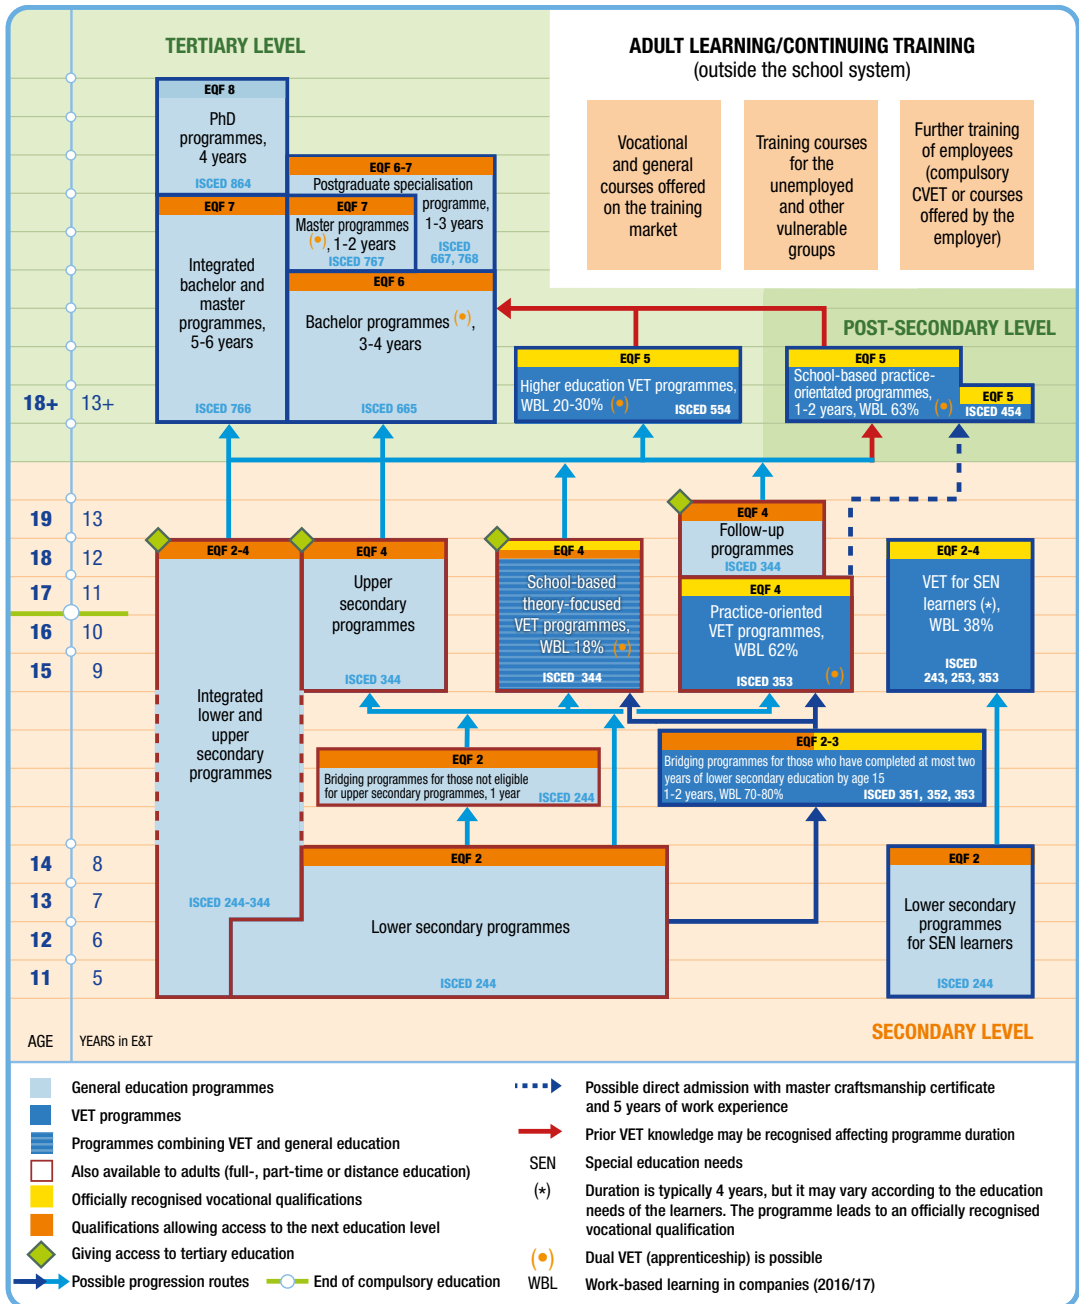 TERTIARY LEVEL
ADULT LEARNING/CONTINUING TRAINING
(outside the school system)
Vocational
and general
courses offered
on the training
market
Training courses
for the
unemployed
and other
vulnerable
groups
Further training
of employees
(compulsory
CVET or courses
offered by the
employer)
EQF 8
PhD
programmes,
4 years
ISCED 864
EQF 6-7
Postgraduate specialisation
programme,
1-3 years
ISCED
667, 768
EQF 7
Master programmes
(•), 1-2 years
ISCED 767
EQF 7
Integrated
bachelor and
master
programmes,
5-6 years
ISCED 766
EQF 6
Bachelor programmes (•),
3-4 years
ISCED 665
POST-SECONDARY LEVEL
EQF 5
Higher education VET programmes,
WBL 20-30% (•) ISCED 554
EQF 5
School-based practice-
orientated programmes,
1-2 years, WBL 63% (•)
EQF 5
ISCED 454
18+ 13+
19 13
18 12
17 11
16 10
15 9
14 8
13 7
12 6
11 5
AGE YEARS in E&T
EQF 2-4
Integrated
lower and
upper
secondary
programmes
ISCED 244-344
EQF 4
Upper
secondary
programmes
ISCED 344
EQF 4
School-based
theory-focused
VET programmes,
WBL 18% (•)
ISCED 344
EQF 4
Follow-up
programmes
ISCED 344
EQF 4
Practice-oriented
VET programmes,
WBL 62%
(•)
ISCED 353
EQF 2-4
VET for SEN
learners (*),
WBL 38%
ISCED
243, 253, 353
EQF 2
Bridging programmes for those not eligible
for upper secondary programmes, 1 year ISCED 244
EQF 2-3
Bridging programmes for those who have completed at most two
years of lower secondary education by age 15
1-2 years, WBL 70-80% ISCED 351, 352, 353
EQF 2
Lower secondary programmes
ISCED 244
EQF 2
Lower secondary
programmes
for SEN learners
ISCED 244
SECONDARY LEVEL
General education programmes
VET programmes
Programmes combining VET and general education
Also available to adults (full-, part-time or distance education)
Officially recognised vocational qualifications
Qualifications allowing access to the next education level
Giving access to tertiary education
Possible progression routes
End of compulsory education
Possible direct admission with master craftsmanship certificate
and 5 years of work experience
Prior VET knowledge may be recognised affecting programme duration
SEN Special education needs
(*) Duration is typically 4 years, but it may vary according to the education
needs of the learners. The programme leads to an officially recognised
vocational qualification
(•) Dual VET (apprenticeship) is possible
WBL Work-based learning in companies (2016/17)